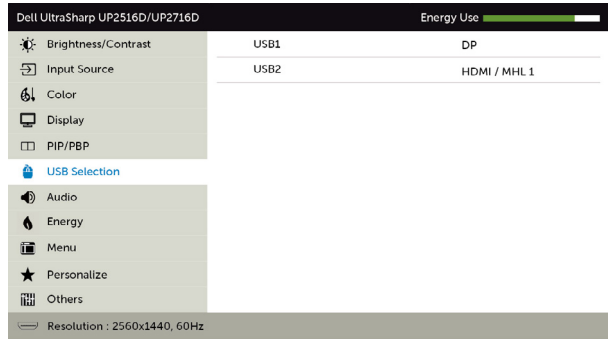 Dell UltraSharp UP2516D/UP2716D Energy Use
Brightness/Contrast USB1 DP
Input Source USB2 HDMI / MHL 1
Color
Display
PIP/PBP
USB Selection
Audio
Energy
Menu
Personalize
Others
Resolution : 2560x1440, 60Hz